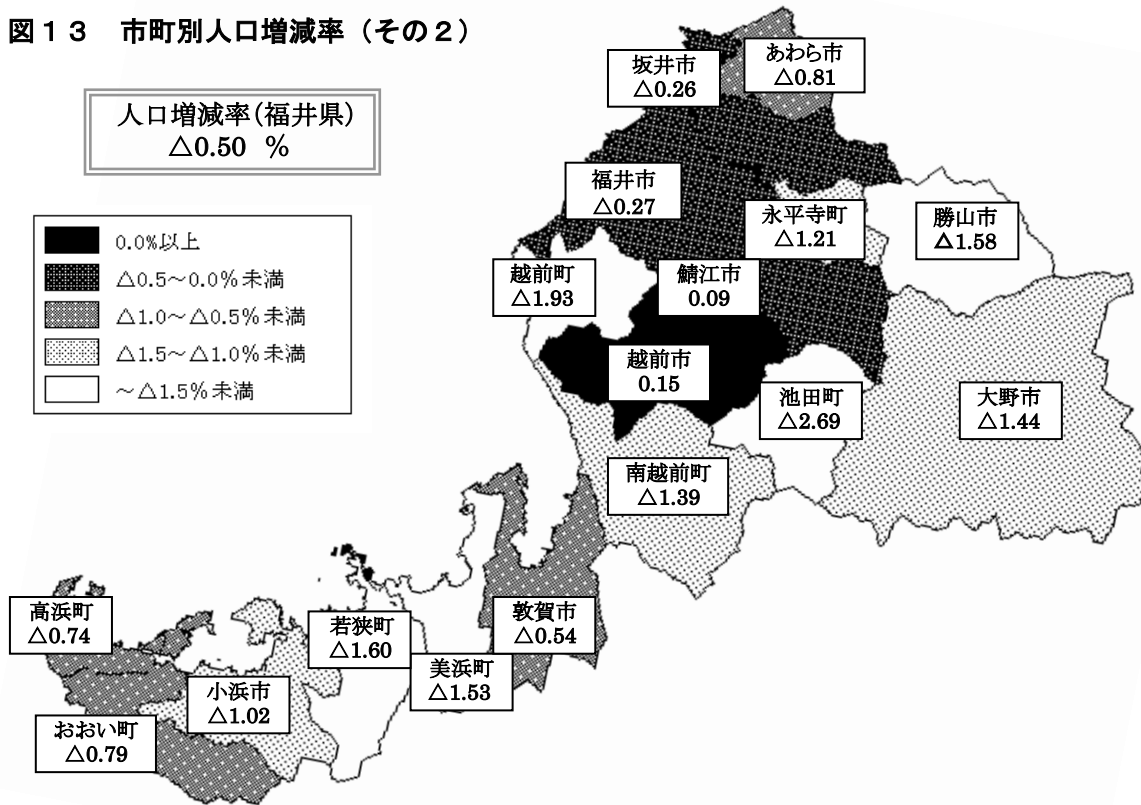 図１３　市町別人口増減率（その２）
人口増減率(福井県)
△0.50 %
0.0%以上
△0.5～0.0%未満
△1.0～△0.5%未満
△1.5～△1.0%未満
～△1.5%未満
坂井市
△0.26
あわら市
△0.81
福井市
△0.27
永平寺町
△1.21
勝山市
△1.58
越前町
△1.93
鯖江市
0.09
越前市
0.15
池田町
△2.69
大野市
△1.44
南越前町
△1.39
高浜町
△0.74
若狭町
△1.60
敦賀市
△0.54
美浜町
△1.53
小浜市
△1.02
おおい町
△0.79